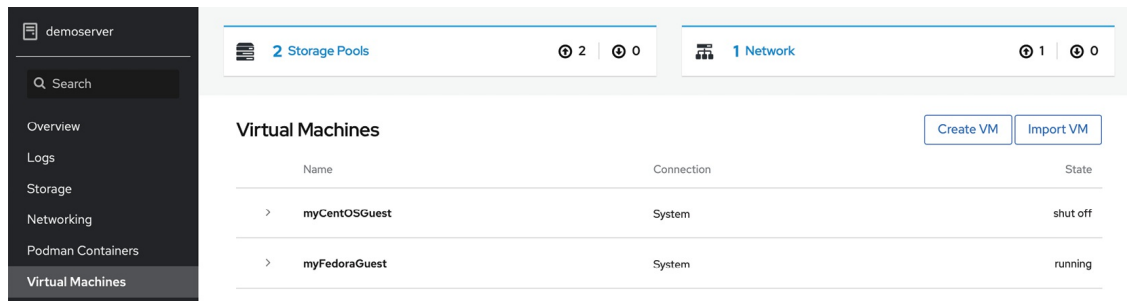 demoserver
Search
Overview
Logs
Storage
Networking
Podman Containers
Virtual Machines
2 Storage Pools 2 0
1 Network 1 0
Virtual Machines
Create VM Import VM
Name Connection State
myCentOSGuest System shut off
myFedoraGuest System running